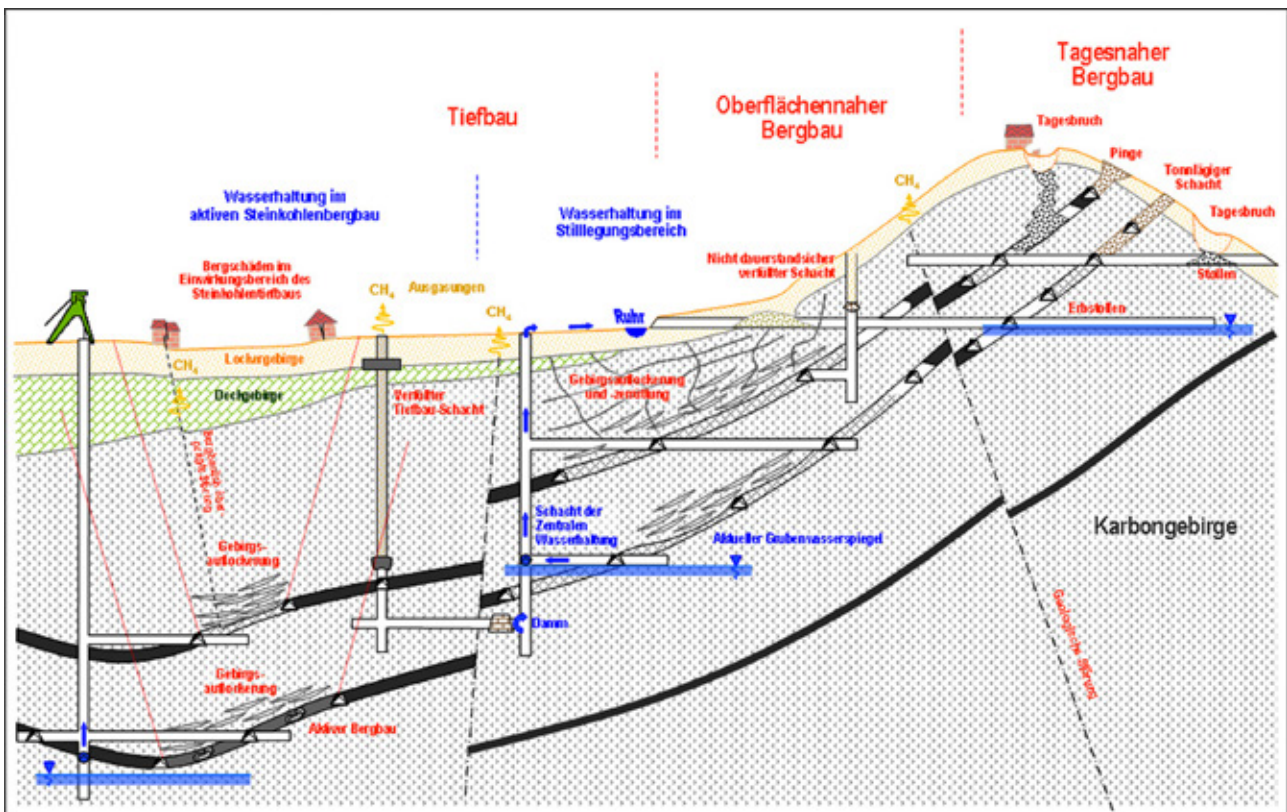 Tagesnaher
Bergbau
Oberflächennaher
Bergbau
Tiefbau
Tagesbruch
Pinge
Tonnlägiger
Schacht
Tagesbruch
Stollen
CH₄
Wasserhaltung im
aktiven Steinkohlenbergbau
Wasserhaltung im
Stilllegungsbereich
Nicht dauerstandsicher
verfüllter Schacht
Bergschäden im
Einwirkungsbereich des
Steinkohlentiefbaus
CH₄
Ausgasungen
CH₄
Ruhr
Erbstollen
CH₄
Lockergebirge
Deckgebirge
Verfüllter
Tiefbau-Schacht
Gebirgsauflockerung
und -zerrüttung
Schacht der
Zentralen
Wasserhaltung
Aktueller Grubenwasserspiegel
Karbongebirge
Gebirgs-
auflockerung
Damm
Geologische Störung
Gebirgs-
auflockerung
Aktiver Bergbau